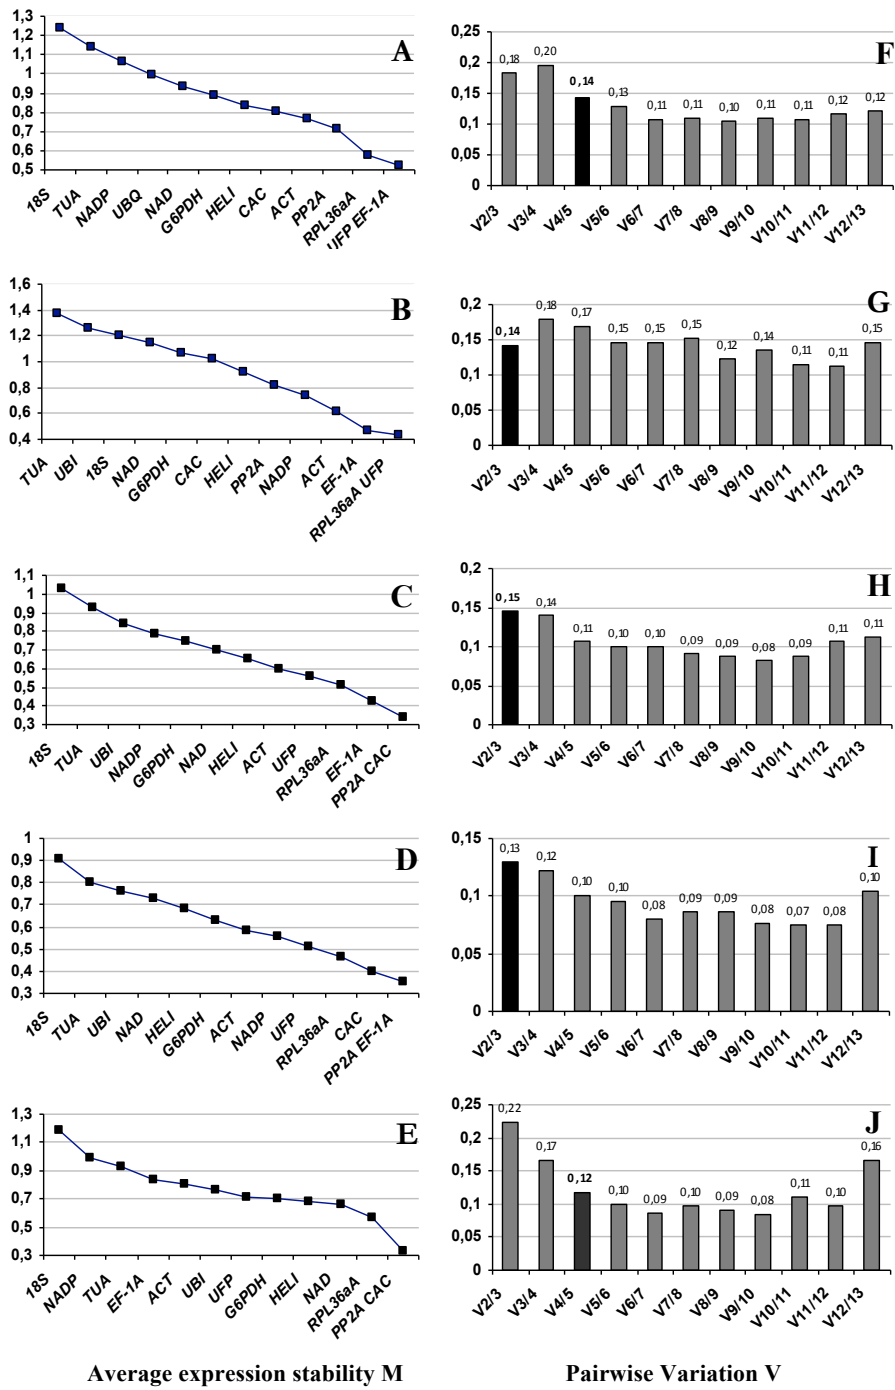 1,3
1,2
1,1
1
0,9
0,8
0,7
0,6
0,5
A
18S TUA NADP UBQ NAD G6PDH HELI CAC ACT PP2A RPL36aA UFP EF-1A
0,2
0,15
0,1
0,05
0
F
0,18 0,20 0,14 0,13 0,11 0,11 0,10 0,11 0,11 0,12 0,12
V2/3 V3/4 V4/5 V5/6 V6/7 V7/8 V8/9 V9/10 V10/11 V11/12 V12/13
1,6
1,4
1,2
1
0,8
0,6
0,4
B
TUA UBI 18S NAD G6PDH CAC HELI PP2A NADP ACT EF-1A RPL36aA UFP
0,2
0,15
0,1
0,05
0
G
0,14 0,18 0,17 0,15 0,15 0,15 0,12 0,14 0,11 0,11 0,15
V2/3 V3/4 V4/5 V5/6 V6/7 V7/8 V8/9 V9/10 V10/11 V11/12 V12/13
1,1
1
0,9
0,8
0,7
0,6
0,5
0,4
0,3
C
18S TUA UBI NADP G6PDH NAD HELI ACT UFP RPL36aA EF-1A PP2A CAC
0,2
0,15
0,1
0,05
0
H
0,15 0,14 0,11 0,10 0,10 0,09 0,09 0,08 0,09 0,11 0,11
V2/3 V3/4 V4/5 V5/6 V6/7 V7/8 V8/9 V9/10 V10/11 V11/12 V12/13
1
0,9
0,8
0,7
0,6
0,5
0,4
0,3
D
18S TUA UBI NAD HELI G6PDH ACT NADP UFP RPL36aA CAC PP2A EF-1A
0,15
0,1
0,05
0
I
0,13 0,12 0,10 0,10 0,08 0,09 0,09 0,08 0,07 0,08 0,10
V2/3 V3/4 V4/5 V5/6 V6/7 V7/8 V8/9 V9/10 V10/11 V11/12 V12/13
1,3
1,1
0,9
0,7
0,5
0,3
E
18S NADP TUA EF-1A ACT UBI UFP G6PDH HELI NAD RPL36aA PP2A CAC
0,25
0,2
0,15
0,1
0,05
0
J
0,22 0,17 0,12 0,10 0,09 0,10 0,09 0,08 0,11 0,10 0,16
V2/3 V3/4 V4/5 V5/6 V6/7 V7/8 V8/9 V9/10 V10/11 V11/12 V12/13
Average expression stability M
Pairwise Variation V